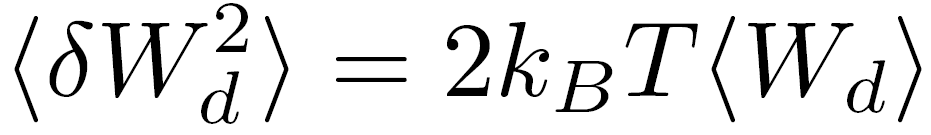 ⟨δW_d^2⟩ = 2k_BT⟨W_d⟩